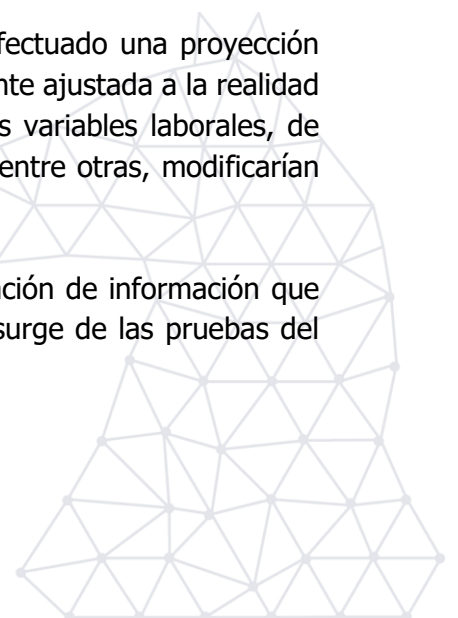 fectuado una proyección
nte ajustada a la realidad
s variables laborales, de
entre otras, modificarían
ción de información que
surge de las pruebas del